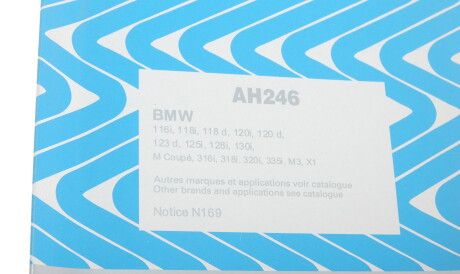 AH246
BMW
116i, 118i, 118 d, 120i, 120 d,
123 d, 125i, 128i, 130i,
M Coupé, 316i, 318i, 320i, 335i, M3, X1
Autres marques et applications voir catalogue
Other brands and applications see catalogue
Notice N169